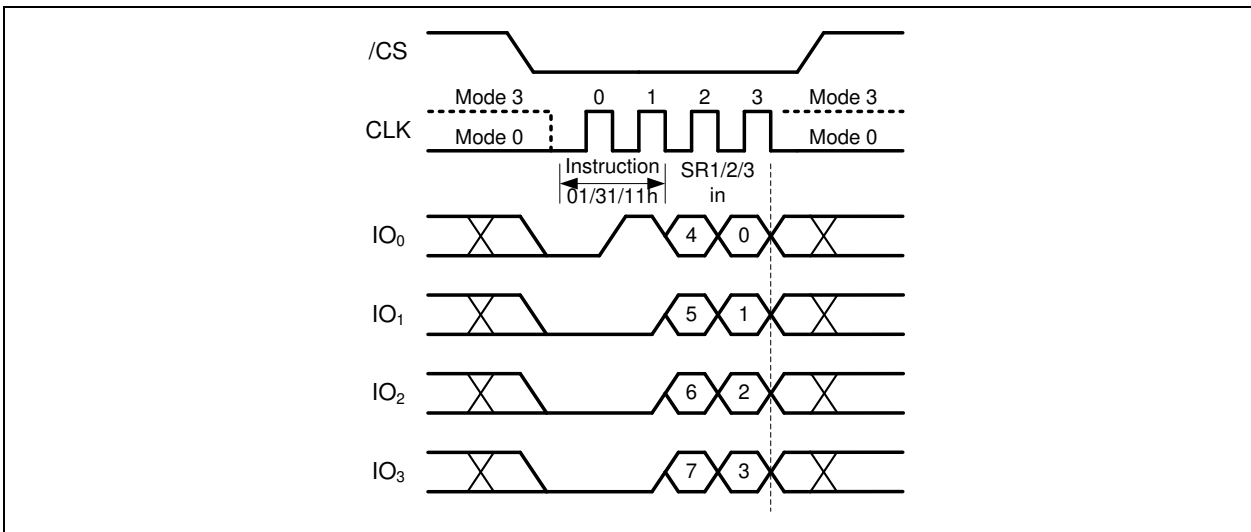 /CS
Mode 3 0 1 2 3 Mode 3
CLK Mode 0 Mode 0
Instruction SR1/2/3
01/31/11h in
IO₀ 4 0
IO₁ 5 1
IO₂ 6 2
IO₃ 7 3